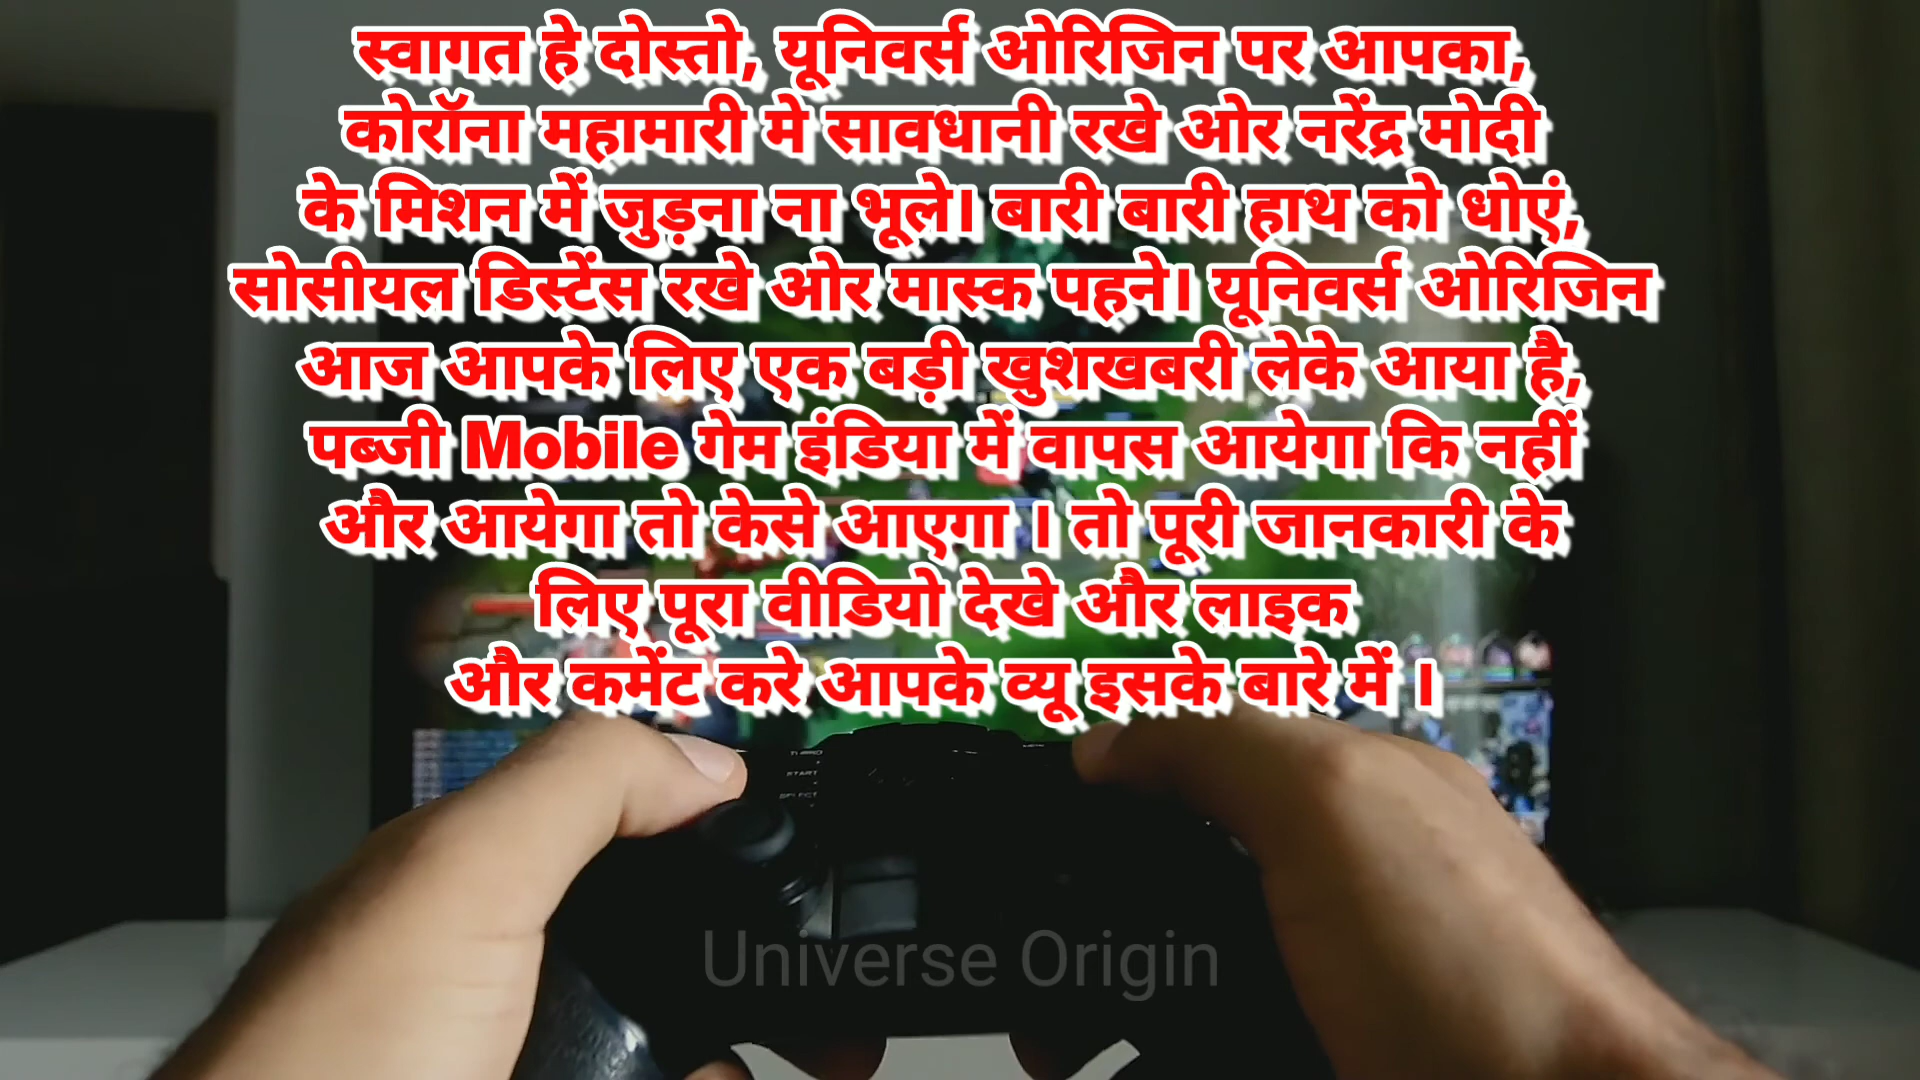 स्वागत हे दोस्तो, यूनिवर्स ओरिजिन पर आपका,
कोरॉना महामारी मे सावधानी रखे ओर नरेंद्र मोदी
के मिशन में जुड़ना ना भूले। बारी बारी हाथ को धोएं,
सोसीयल डिस्टेंस रखे ओर मास्क पहने। यूनिवर्स ओरिजिन
आज आपके लिए एक बड़ी खुशखबरी लेके आया है,
पब्जी Mobile गेम इंडिया में वापस आयेगा कि नहीं
और आयेगा तो केसे आएगा । तो पूरी जानकारी के
लिए पूरा वीडियो देखे और लाइक
और कमेंट करे आपके व्यू इसके बारे में ।
START
SELECT
Universe Origin